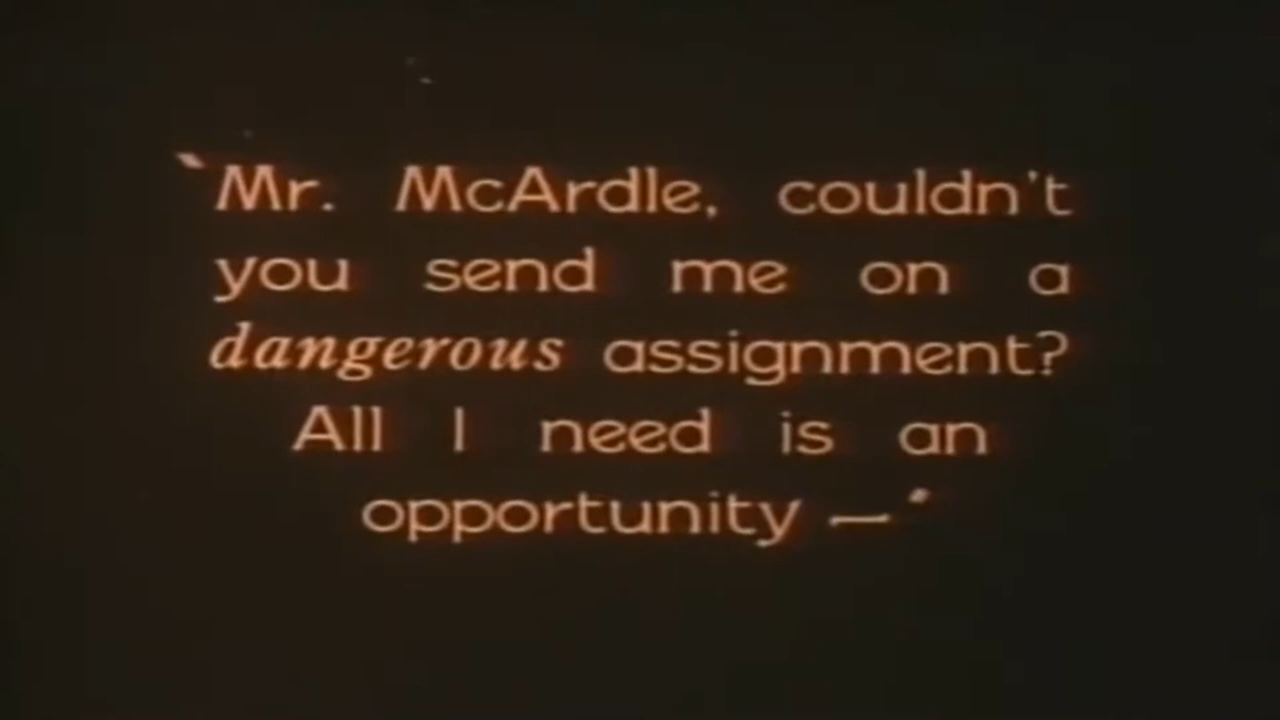 ‘Mr. McArdle, couldn't
you send me on a
dangerous assignment?
All I need is an
opportunity —’